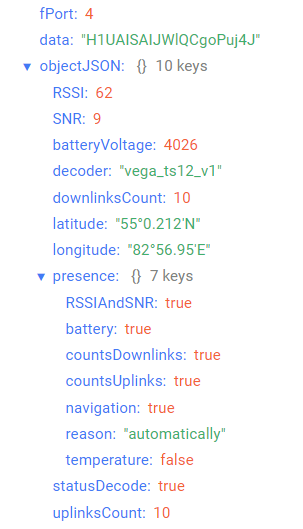 fPort: 4
data: "H1UAISAIJWlQCgoPuj4J"
▼ objectJSON: {} 10 keys
RSSI: 62
SNR: 9
batteryVoltage: 4026
decoder: "vega_ts12_v1"
downlinksCount: 10
latitude: "55°0.212'N"
longitude: "82°56.95'E"
▼ presence: {} 7 keys
RSSIAndSNR: true
battery: true
countsDownlinks: true
countsUplinks: true
navigation: true
reason: "automatically"
temperature: false
statusDecode: true
uplinksCount: 10